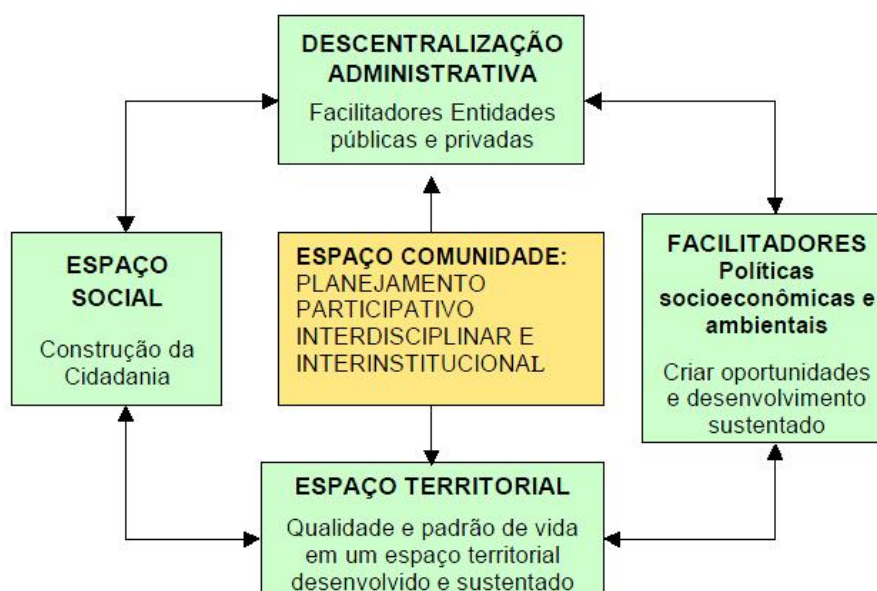 DESCENTRALIZAÇÃO
ADMINISTRATIVA
Facilitadores Entidades
públicas e privadas
ESPAÇO
SOCIAL
Construção da
Cidadania
ESPAÇO COMUNIDADE:
PLANEJAMENTO
PARTICIPATIVO
INTERDISCIPLINAR E
INTERINSTITUCIONAL
FACILITADORES
Políticas
socioeconômicas e
ambientais
Criar oportunidades
e desenvolvimento
sustentado
ESPAÇO TERRITORIAL
Qualidade e padrão de vida
em um espaço territorial
desenvolvido e sustentado